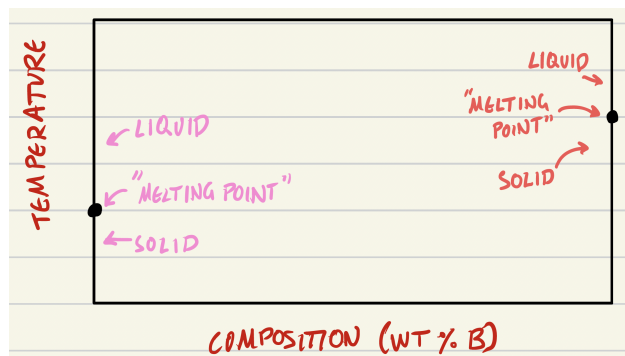 TEMPERATURE
LIQUID
"MELTING POINT"
SOLID
LIQUID
"MELTING
POINT"
SOLID
COMPOSITION (WT % B)